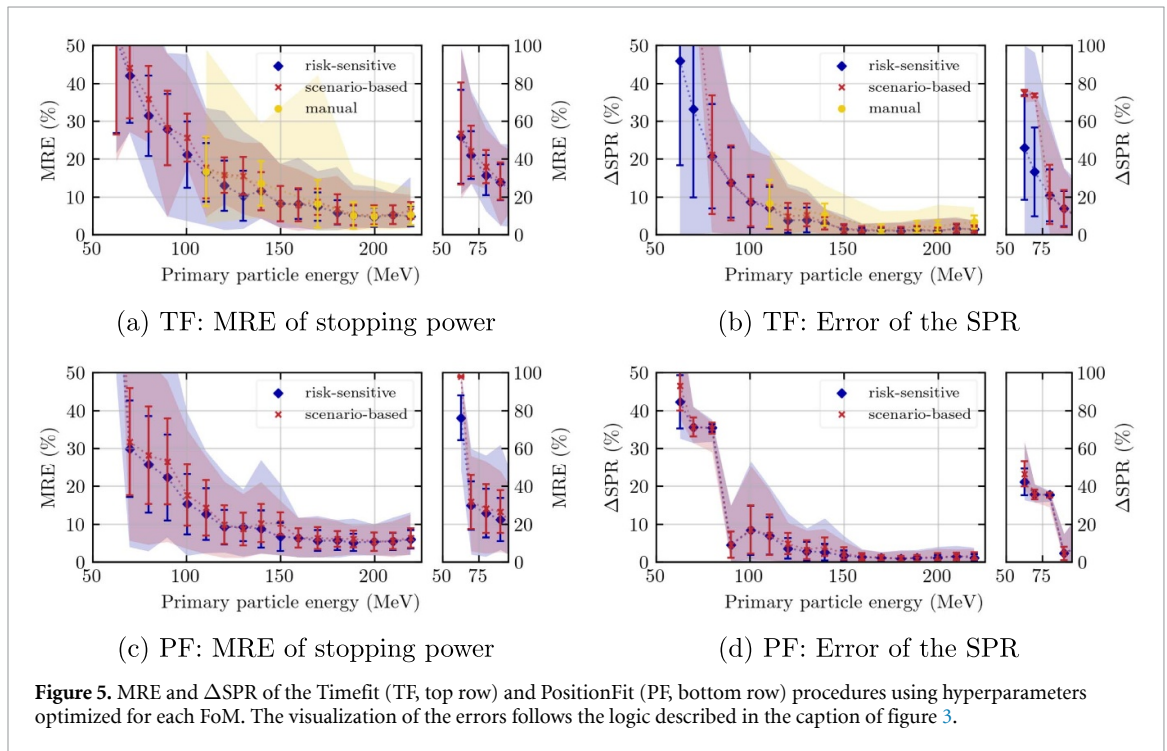 50
40
30
20
10
0
MRE (%)
risk-sensitive
scenario-based
manual
50
100
150
200
Primary particle energy (MeV)
100
80
60
40
20
0
MRE (%)
50
75
(a) TF: MRE of stopping power
50
40
30
20
10
0
ΔSPR (%)
risk-sensitive
scenario-based
manual
50
100
150
200
Primary particle energy (MeV)
100
80
60
40
20
0
ΔSPR (%)
50
75
(b) TF: Error of the SPR
50
40
30
20
10
0
MRE (%)
risk-sensitive
scenario-based
50
100
150
200
Primary particle energy (MeV)
100
80
60
40
20
0
MRE (%)
50
75
(c) PF: MRE of stopping power
50
40
30
20
10
0
ΔSPR (%)
risk-sensitive
scenario-based
50
100
150
200
Primary particle energy (MeV)
100
80
60
40
20
0
ΔSPR (%)
50
75
(d) PF: Error of the SPR
Figure 5. MRE and ΔSPR of the Timefit (TF, top row) and PositionFit (PF, bottom row) procedures using hyperparameters
optimized for each FoM. The visualization of the errors follows the logic described in the caption of figure 3.